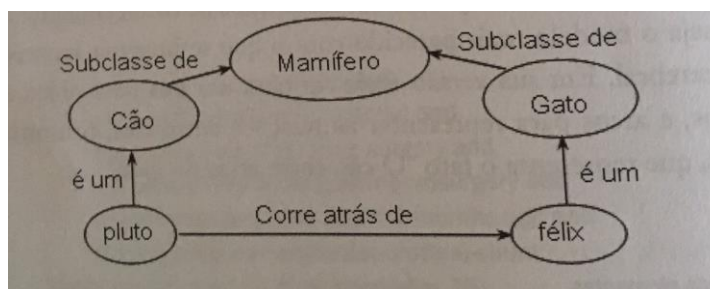 Subclasse de
Mamífero
Subclasse de
Cão
Gato
é um
é um
pluto
Corre atrás de
félix